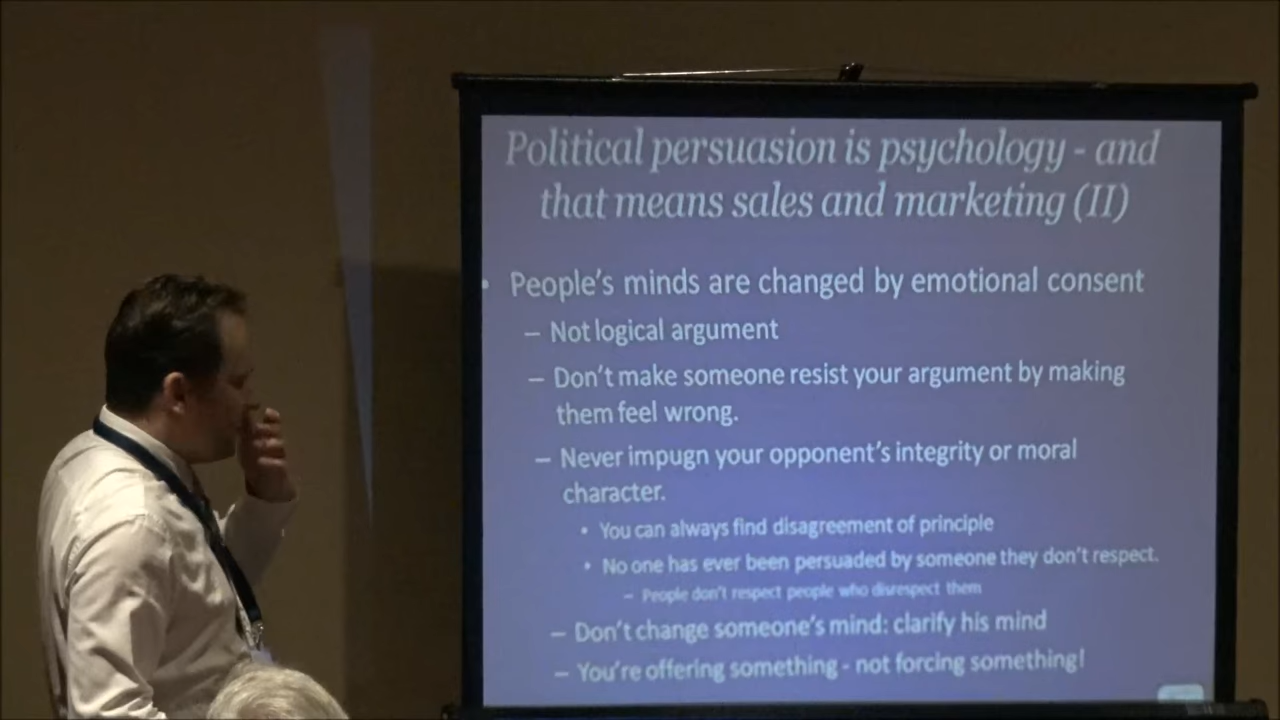 Political persuasion is psychology - and
that means sales and marketing (II)
• People's minds are changed by emotional consent
– Not logical argument
– Don't make someone resist your argument by making
them feel wrong.
– Never impugn your opponent's integrity or moral
character.
• You can always find disagreement of principle
• No one has ever been persuaded by someone they don't respect.
– People don't respect people who disrespect them
– Don't change someone's mind: clarify his mind
– You're offering something - not forcing something!